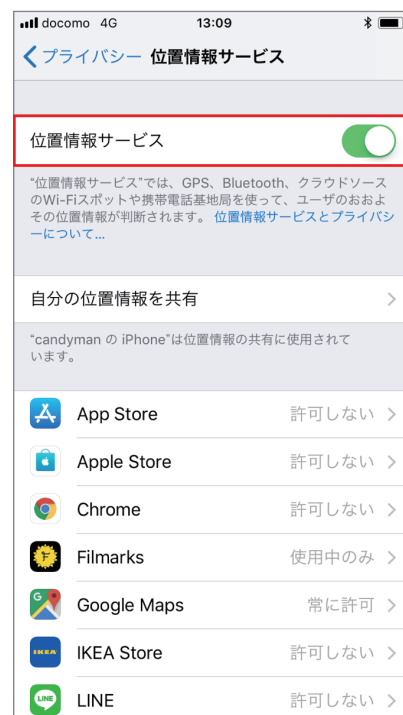 docomo 4G 13:09
プライバシー 位置情報サービス
位置情報サービス
“位置情報サービス”では、GPS、Bluetooth、クラウドソース
のWi-Fiスポットや携帯電話基地局を使って、ユーザのおおよ
その位置情報が判断されます。 位置情報サービスとプライバシ
ーについて...
自分の位置情報を共有
“candyman の iPhone”は位置情報の共有に使用されて
います。
App Store 許可しない
Apple Store 許可しない
Chrome 許可しない
Filmarks 使用中のみ
G
Google Maps 常に許可
IKEA IKEA Store 許可しない
LINE LINE 許可しない